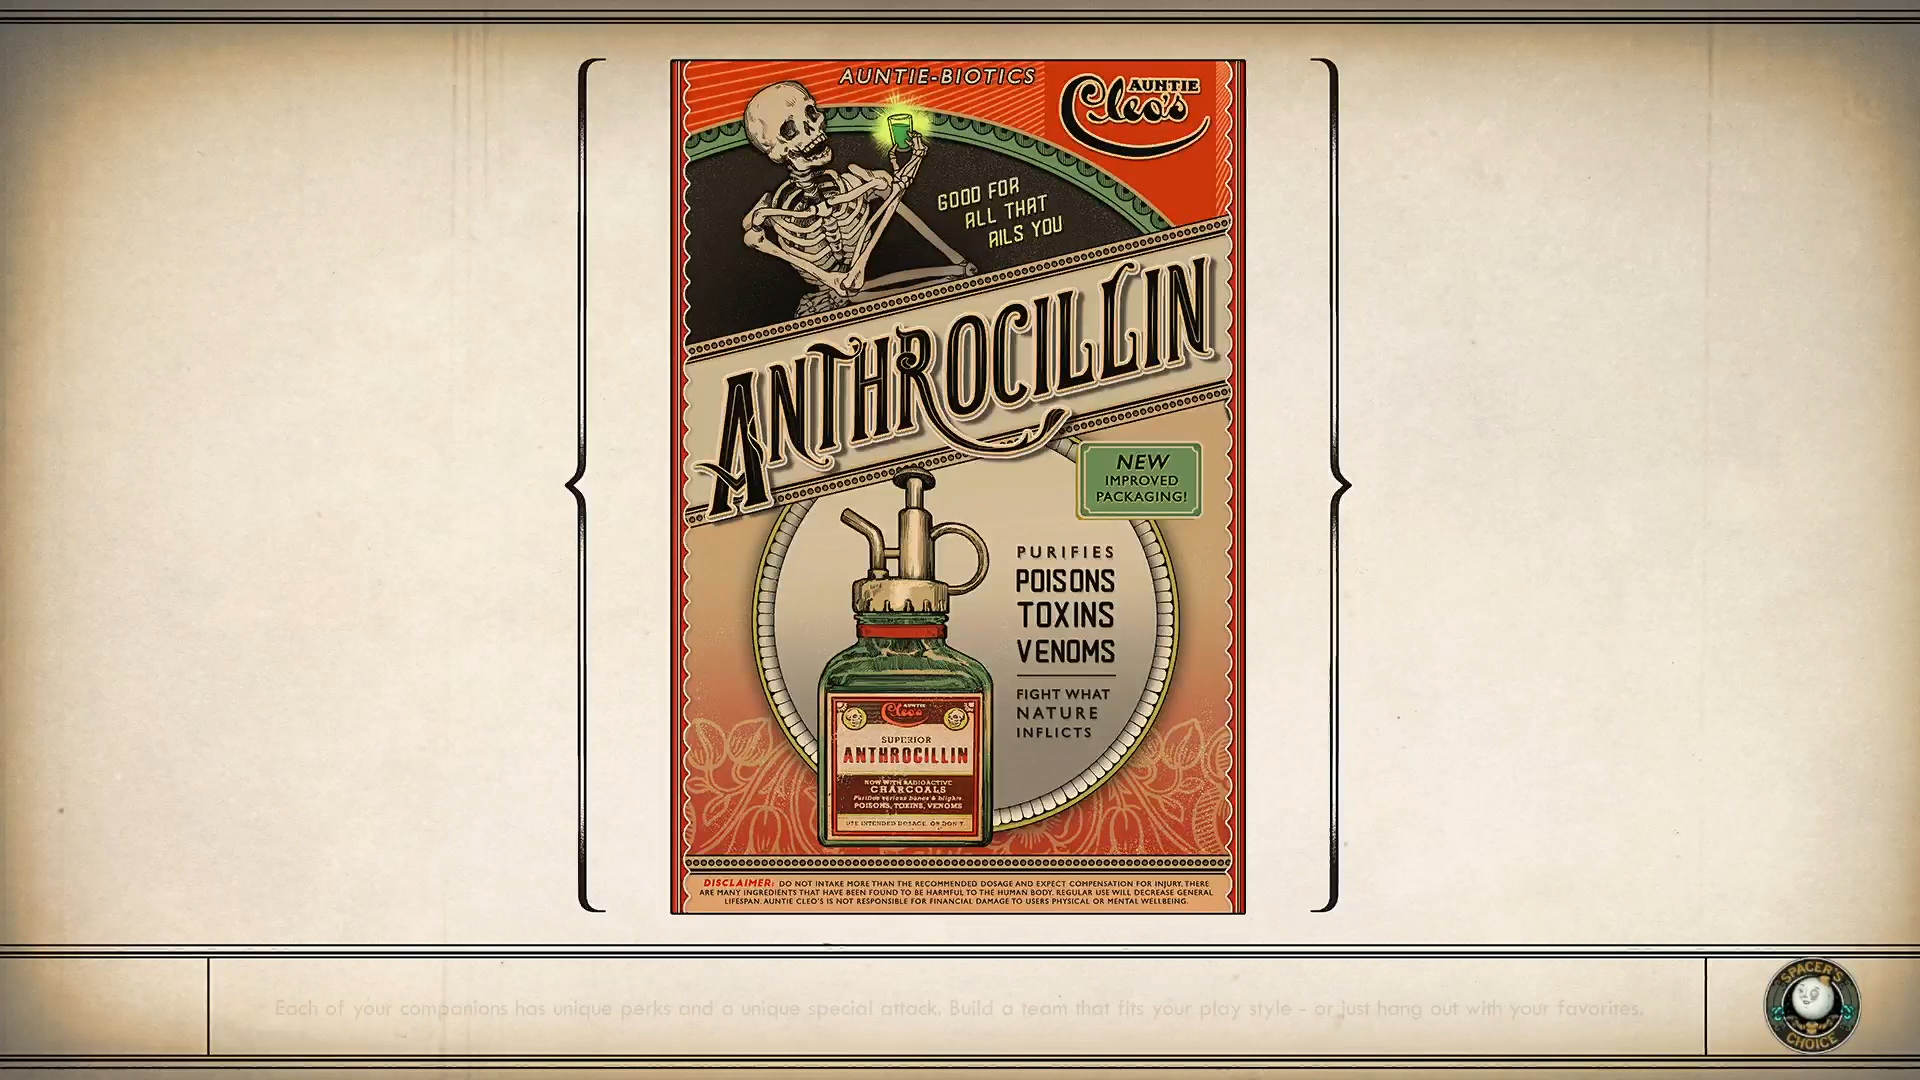 AUNTIE-BIOTICS
AUNTIE
Cleo's
GOOD FOR
ALL THAT
AILS YOU
ANTHROCILLIN
NEW
IMPROVED
PACKAGING!
PURIFIES
POISONS
TOXINS
VENOMS
FIGHT WHAT
NATURE
INFLICTS
AUNTIE
Cleo's
SUPERIOR
ANTHROCILLIN
NOW WITH RADIOACTIVE
CHARCOALS
Purifies various banes & blights.
POISONS, TOXINS, VENOMS
USE INTENDED DOSAGE. OR DON'T.
DISCLAIMER: DO NOT INTAKE MORE THAN THE RECOMMENDED DOSAGE AND EXPECT COMPENSATION FOR INJURY. THERE
ARE MANY INGREDIENTS THAT HAVE BEEN FOUND TO BE HARMFUL TO THE HUMAN BODY. REGULAR USE WILL DECREASE GENERAL
LIFESPAN. AUNTIE CLEO'S IS NOT RESPONSIBLE FOR FINANCIAL DAMAGE TO USERS PHYSICAL OR MENTAL WELLBEING.
Each of your companions has unique perks and a unique special attack. Build a team that fits your play style - or just hang out with your favorites.
SPACER'S
CHOICE